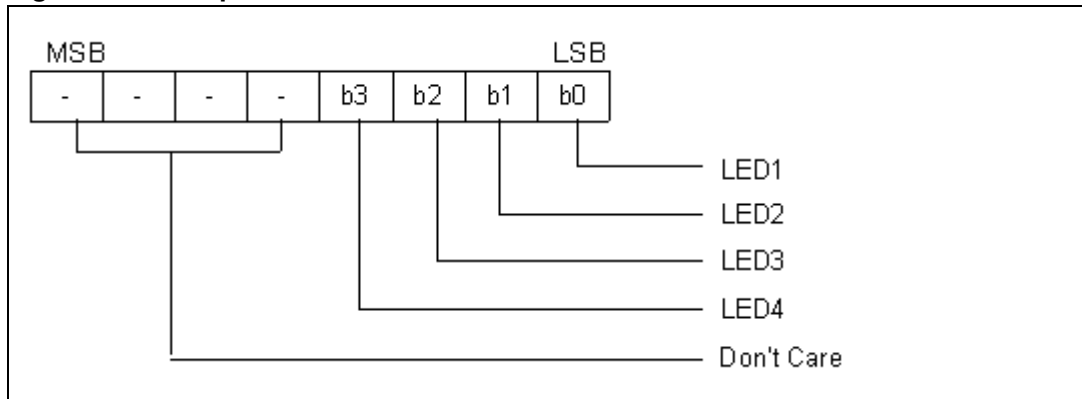 MSB LSB
- - - - b3 b2 b1 b0
LED1
LED2
LED3
LED4
Don't Care